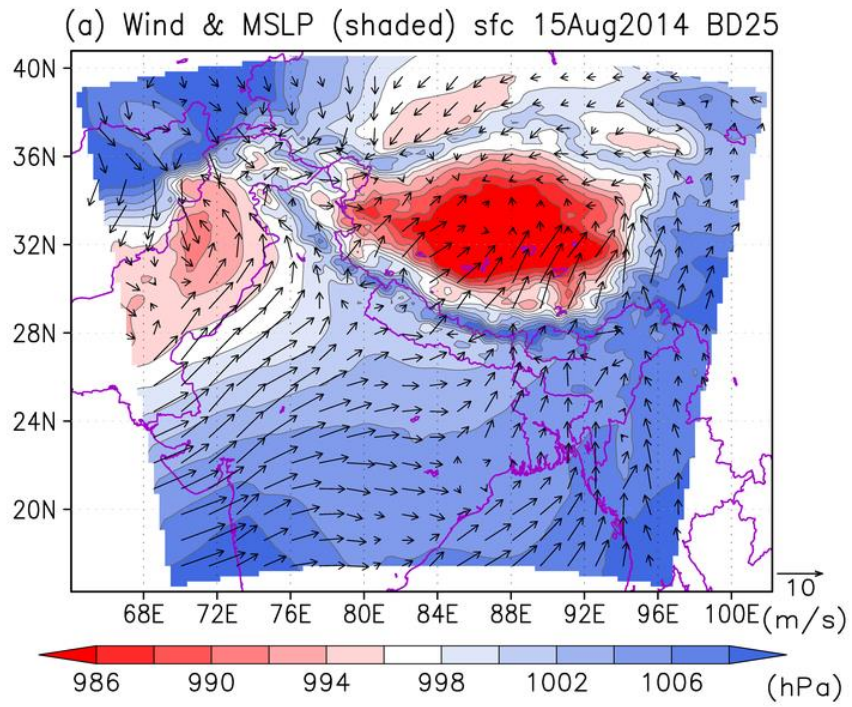 (a) Wind & MSLP (shaded) sfc 15Aug2014 BD25
40N
36N
32N
28N
24N
20N
68E 72E 76E 80E 84E 88E 92E 96E 100E
10
(m/s)
986 990 994 998 1002 1006
(hPa)